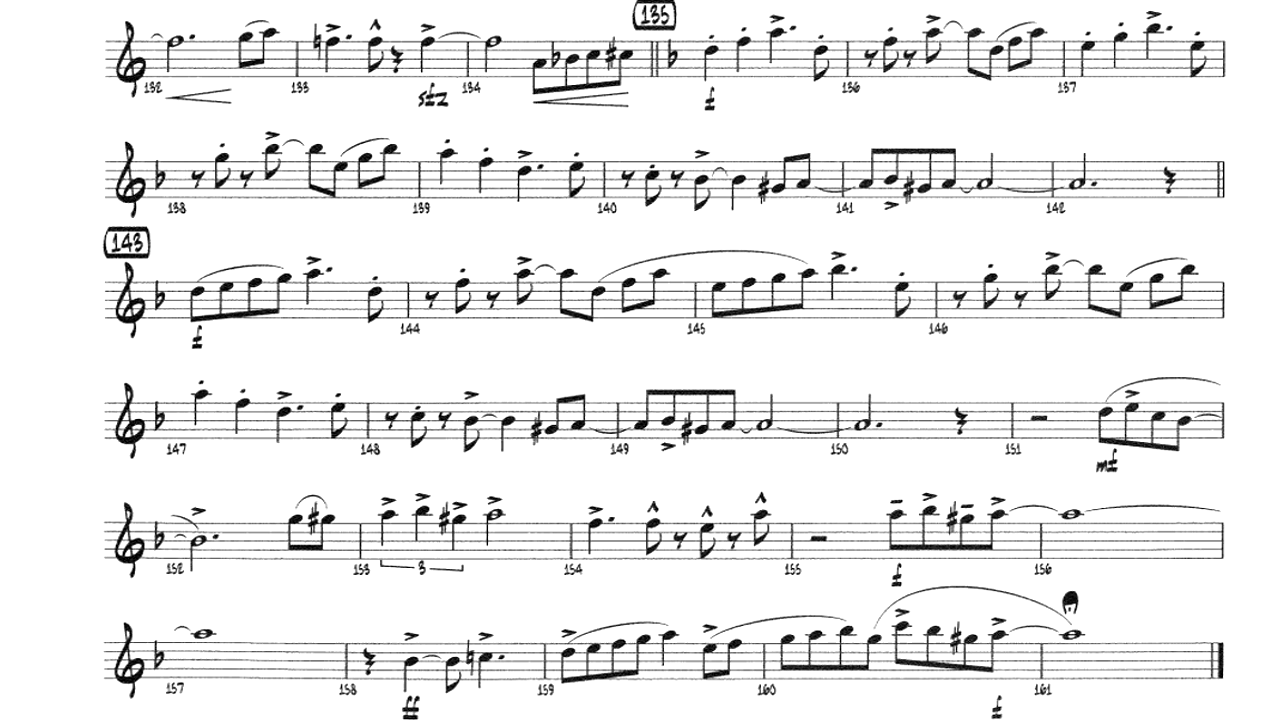 135
132 133 sfz 134 f 136 137
138 139 140 141 142
143
f 144 145 146
147 148 149 150 151 mf
152 153 3 154 155 f 156
157 158 ff 159 160 f 161